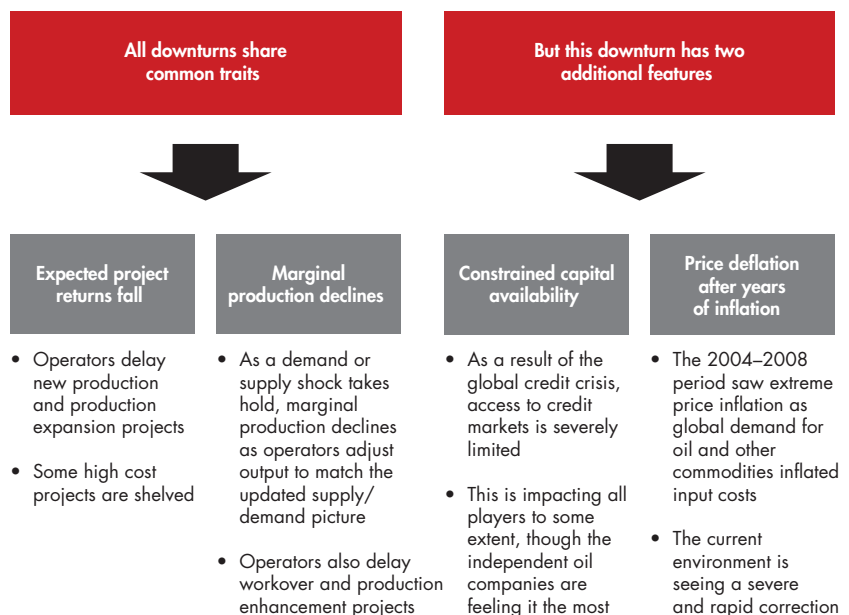 All downturns share
common traits
But this downturn has two
additional features
Expected project
returns fall
Marginal
production declines
Constrained capital
availability
Price deflation
after years
of inflation
• Operators delay
new production
and production
expansion projects
• Some high cost
projects are shelved
• As a demand or
supply shock takes
hold, marginal
production declines
as operators adjust
output to match the
updated supply/
demand picture
• Operators also delay
workover and production
enhancement projects
• As a result of the
global credit crisis,
access to credit
markets is severely
limited
• This is impacting all
players to some
extent, though the
independent oil
companies are
feeling it the most
• The 2004–2008
period saw extreme
price inflation as
global demand for
oil and other
commodities inflated
input costs
• The current
environment is
seeing a severe
and rapid correction